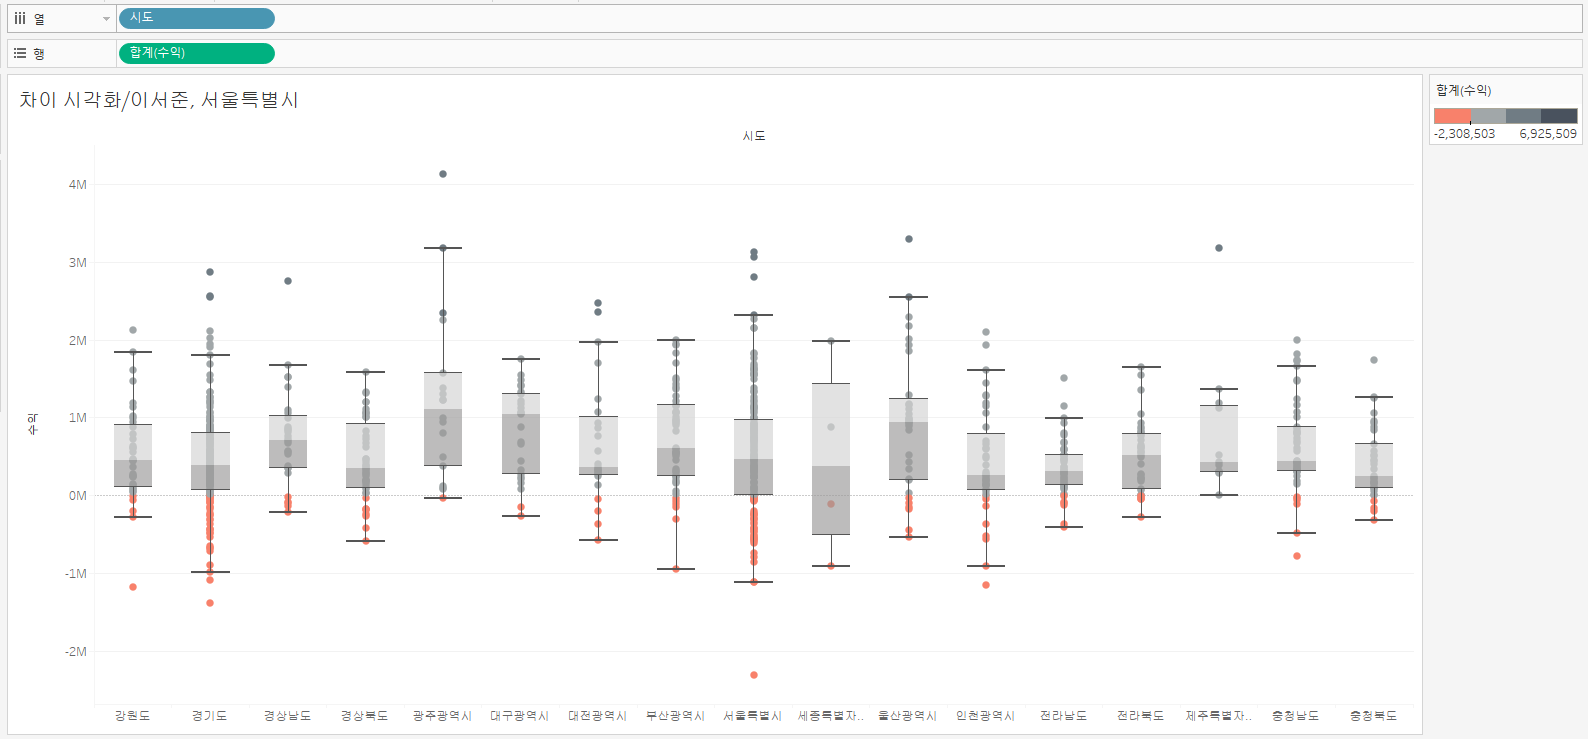 열
시도
행
합계(수익)
차이 시각화/이서준, 서울특별시
합계(수익)
-2,308,503
6,925,509
시도
4M
3M
2M
1M
0M
-1M
-2M
수익
강원도
경기도
경상남도
경상북도
광주광역시
대구광역시
대전광역시
부산광역시
서울특별시
세종특별자..
울산광역시
인천광역시
전라남도
전라북도
제주특별자..
충청남도
충청북도